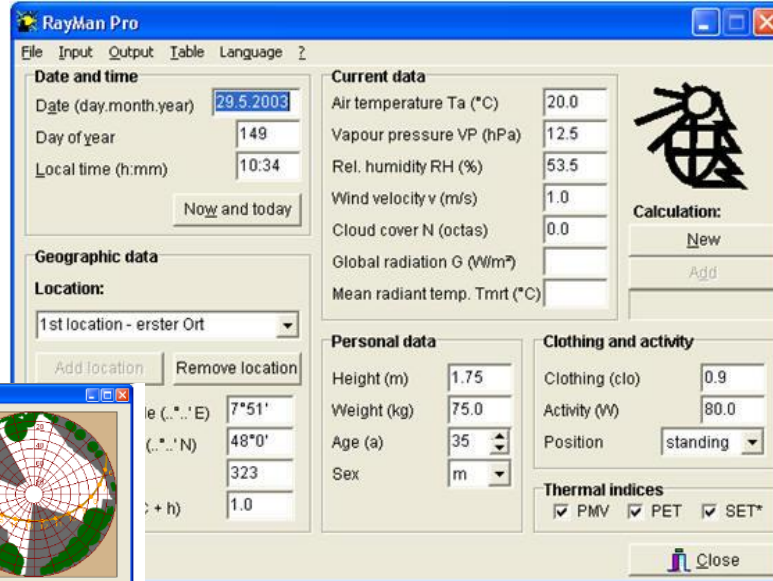 RayMan Pro
File Input Output Table Language ?
Date and time
Date (day.month.year) 29.5.2003
Day of year 149
Local time (h:mm) 10:34
Now and today
Geographic data
Location:
1st location - erster Ort
Add location Remove location
(..°..' E) 7°51'
(..°..' N) 48°0'
323
+ h) 1.0
Current data
Air temperature Ta (°C) 20.0
Vapour pressure VP (hPa) 12.5
Rel. humidity RH (%) 53.5
Wind velocity v (m/s) 1.0
Cloud cover N (octas) 0.0
Global radiation G (W/m²)
Mean radiant temp. Tmrt (°C)
Calculation:
New
Add
Personal data
Height (m) 1.75
Weight (kg) 75.0
Age (a) 35
Sex m
Clothing and activity
Clothing (clo) 0.9
Activity (W) 80.0
Position standing
Thermal indices
PMV PET SET*
Close